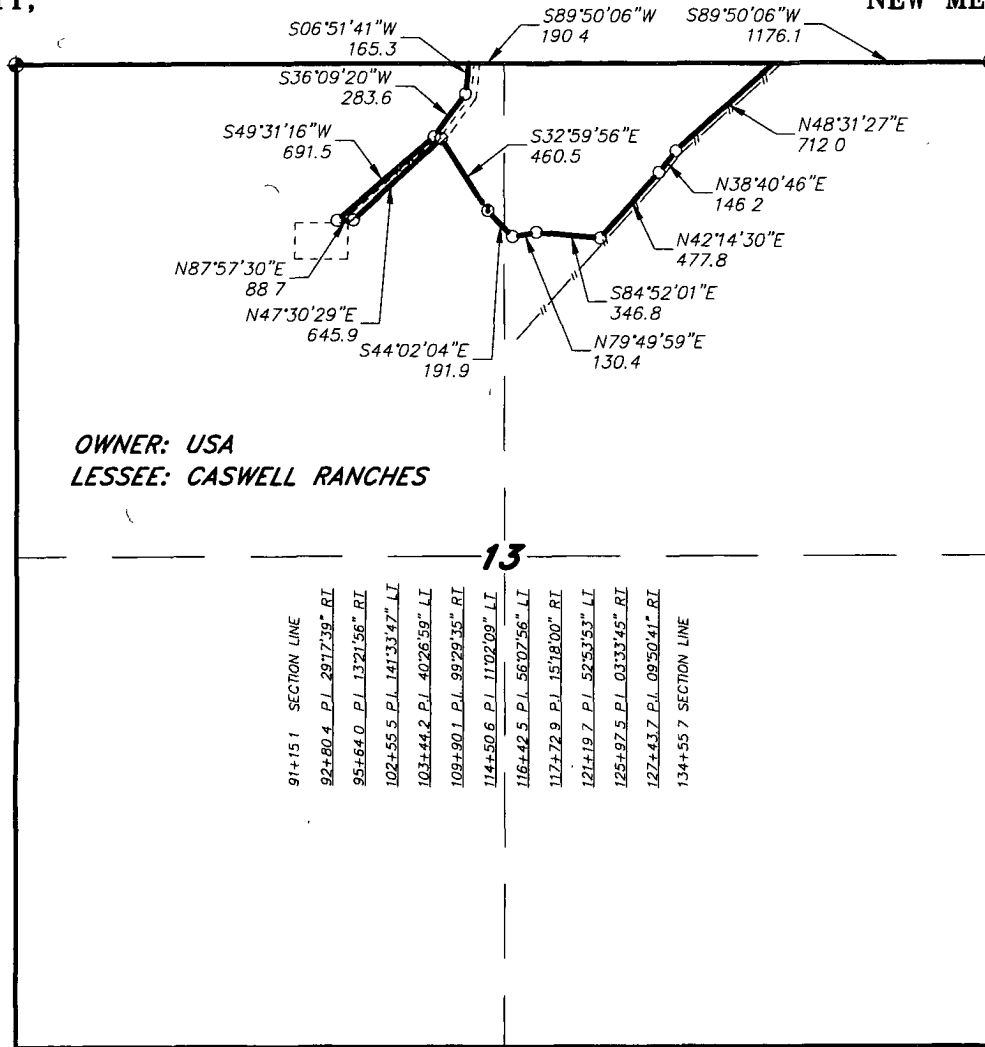 TY,
NEW ME
S06°51'41"W
165.3
S89°50'06"W
190 4
S89°50'06"W
1176.1
S36°09'20"W
283.6
S49°31'16"W
691.5
S32°59'56"E
460.5
N48°31'27"E
712 0
N38°40'46"E
146 2
N42°14'30"E
477.8
N87°57'30"E
88 7
N47°30'29"E
645.9
S84°52'01"E
346.8
S44°02'04"E
191.9
N79°49'59"E
130.4
OWNER: USA
LESSEE: CASWELL RANCHES
13
91+15 1 SECTION LINE
92+80 4 P.I. 29°17'39" RT
95+64 0 P.I 13°21'56" RT
102+55 5 P.I. 141°33'47" LT
103+44.2 P.I. 40°26'59" LT
109+90 1 P.I. 99°29'35" RT
114+50 6 P.I 11°02'09" LT
116+42 5 P.I. 56°07'56" LT
117+72 9 P.I. 15°18'00" RT
121+19 7 P.I 52°53'53" LT
125+97 5 P.I. 03°33'45" RT
127+43.7 P.I. 09°50'41" RT
134+55 7 SECTION LINE